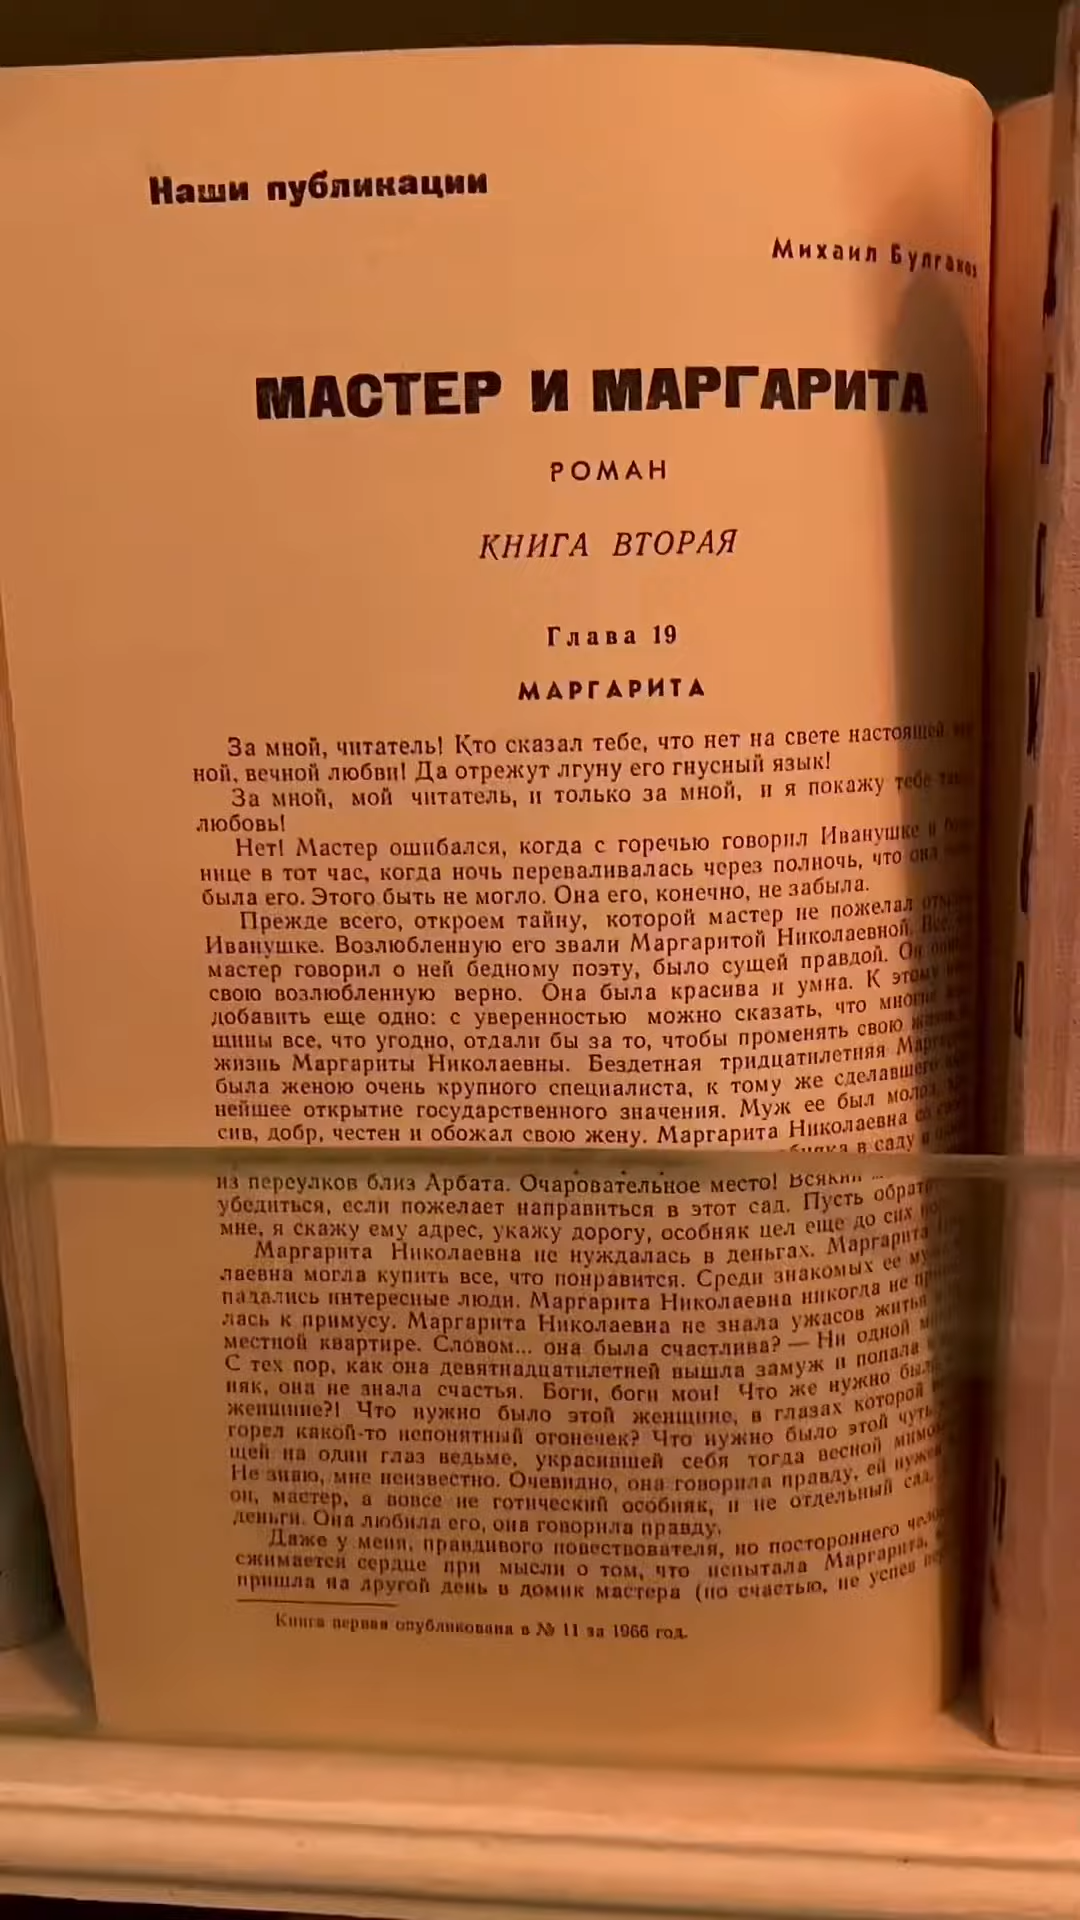 Наши публикации
Михаил Булгаков
МАСТЕР И МАРГАРИТА
РОМАН
КНИГА ВТОРАЯ
Глава 19
МАРГАРИТА
За мной, читатель! Кто сказал тебе, что нет на свете настоящей,
ной, вечной любви! Да отрежут лгуну его гнусный язык!
За мной, мой читатель, и только за мной, и я покажу тебе
любовь!
Нет! Мастер ошибался, когда с горечью говорил Иванушке в
нице в тот час, когда ночь переваливалась через полночь, что она
была его. Этого быть не могло. Она его, конечно, не забыла.
Прежде всего, откроем тайну, которой мастер не пожелал
Иванушке. Возлюбленную его звали Маргаритой Николаевной. Все,
мастер говорил о ней бедному поэту, было сущей правдой. Он
свою возлюбленную верно. Она была красива и умна. К этому
добавить еще одно: с уверенностью можно сказать, что многие
щины все, что угодно, отдали бы за то, чтобы променять свою
жизнь Маргариты Николаевны. Бездетная тридцатилетняя
была женою очень крупного специалиста, к тому же сделавшего
нейшее открытие государственного значения. Муж ее был молод,
сив, добр, честен и обожал свою жену. Маргарита Николаевна
в саду в
из переулков близ Арбата. Очаровательное место! Всякий
убедиться, если пожелает направиться в этот сад. Пусть
мне, я скажу ему адрес, укажу дорогу, особняк цел еще до сих
Маргарита Николаевна не нуждалась в деньгах. Маргарита
лаевна могла купить все, что понравится. Среди знакомых ее
падались интересные люди. Маргарита Николаевна никогда не
лась к примусу. Маргарита Николаевна не знала ужасов житья
местной квартире. Словом... она была счастлива? — Ни одной
С тех пор, как она девятнадцатилетней вышла замуж и попала в
няк, она не знала счастья. Боги, боги мои! Что же нужно было
женщине?! Что нужно было этой женщине, в глазах которой
горел какой-то непонятный огонечек? Что нужно было этой чуть
щей на один глаз ведьме, украсившей себя тогда весной
Не знаю, мне неизвестно. Очевидно, она говорила правду, ей нужен
он, мастер, а вовсе не готический особняк, и не отдельный сад,
деньги. Она любила его, она говорила правду.
Даже у меня, правдивого повествователя, но постороннего
сжимается сердце при мысли о том, что испытала Маргарита,
пришла на другой день в домик мастера (по счастью, не успев
Книга первая опубликована в № 11 за 1966 год.